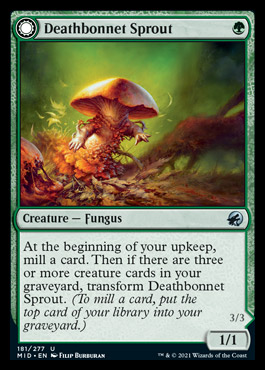 Deathbonnet Sprout
Creature — Fungus
At the beginning of your upkeep,
mill a card. Then if there are three
or more creature cards in your
graveyard, transform Deathbonnet
Sprout. (To mill a card, put the
top card of your library into your
graveyard.)
3/3
1/1
181/277 U
MID • EN FILIP BURBURAN
™ & © 2021 Wizards of the Coast